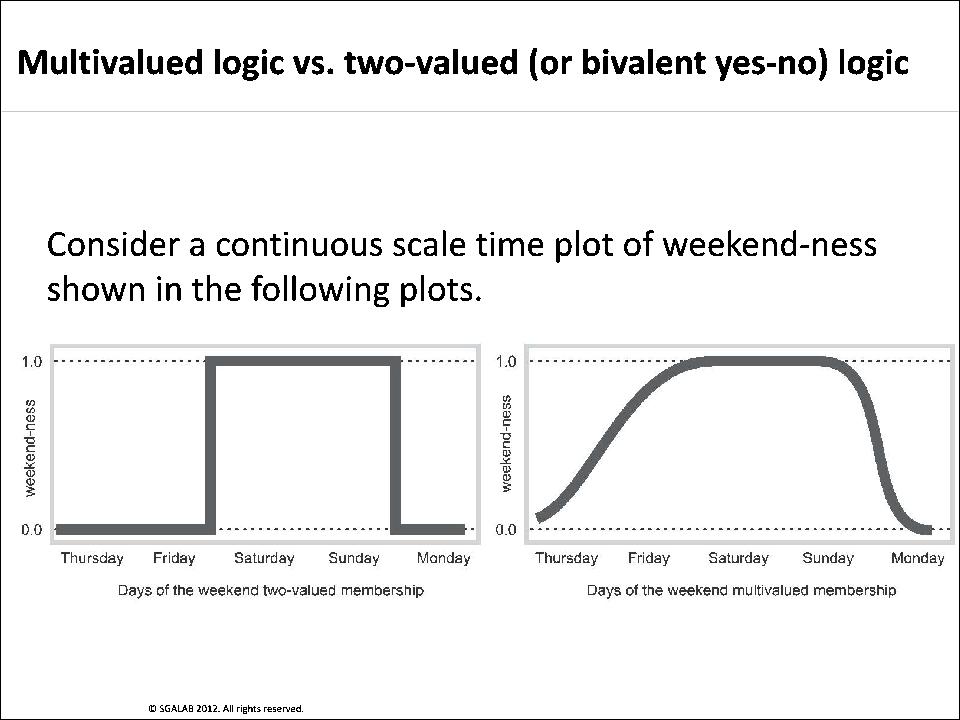 Multivalued logic vs. two-valued (or bivalent yes-no) logic
Consider a continuous scale time plot of weekend-ness
shown in the following plots.
1.0
weekend-ness
0.0
Thursday Friday Saturday Sunday Monday
Days of the weekend two-valued membership
1.0
weekend-ness
0.0
Thursday Friday Saturday Sunday Monday
Days of the weekend multivalued membership
© SGALAB 2012. All rights reserved.